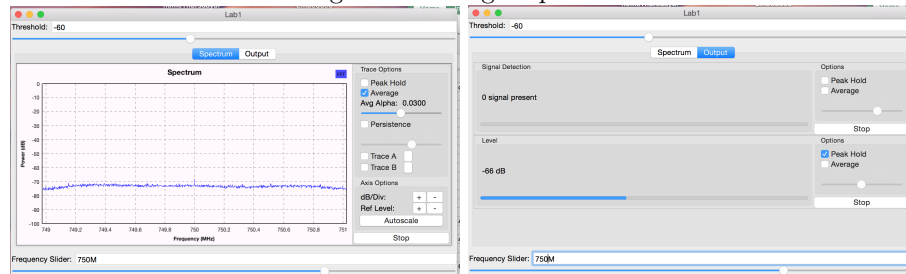 Lab1
Threshold: -60
Spectrum Output
Spectrum
RT
0
-10
-20
-30
-40
-50
-60
-70
-80
-90
-100
Power (dB)
749 749.2 749.4 749.6 749.8 750 750.2 750.4 750.6 750.8 751
Frequency (MHz)
Trace Options
Peak Hold
Average
Avg Alpha: 0.0300
Persistence
Trace A
Trace B
Axis Options
dB/Div: + -
Ref Level: + -
Autoscale
Stop
Frequency Slider: 750M
Lab1
Threshold: -60
Spectrum Output
Signal Detection
0 signal present
Options
Peak Hold
Average
Stop
Level
-66 dB
Options
Peak Hold
Average
Stop
Frequency Slider: 750M